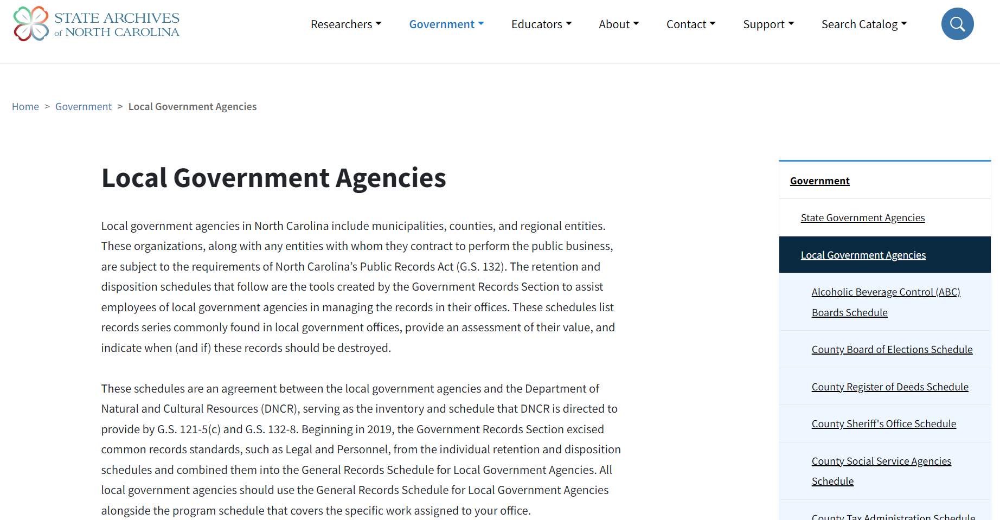 STATE ARCHIVES
of NORTH CAROLINA
Researchers
Government
Educators
About
Contact
Support
Search Catalog
Home > Government > Local Government Agencies
Local Government Agencies
Local government agencies in North Carolina include municipalities, counties, and regional entities.
These organizations, along with any entities with whom they contract to perform the public business,
are subject to the requirements of North Carolina’s Public Records Act (G.S. 132). The retention and
disposition schedules that follow are the tools created by the Government Records Section to assist
employees of local government agencies in managing the records in their offices. These schedules list
records series commonly found in local government offices, provide an assessment of their value, and
indicate when (and if) these records should be destroyed.
These schedules are an agreement between the local government agencies and the Department of
Natural and Cultural Resources (DNCR), serving as the inventory and schedule that DNCR is directed to
provide by G.S. 121-5(c) and G.S. 132-8. Beginning in 2019, the Government Records Section excised
common records standards, such as Legal and Personnel, from the individual retention and disposition
schedules and combined them into the General Records Schedule for Local Government Agencies. All
local government agencies should use the General Records Schedule for Local Government Agencies
alongside the program schedule that covers the specific work assigned to your office.
Government
State Government Agencies
Local Government Agencies
Alcoholic Beverage Control (ABC)
Boards Schedule
County Board of Elections Schedule
County Register of Deeds Schedule
County Sheriff's Office Schedule
County Social Service Agencies
Schedule
County Tax Administration Schedule